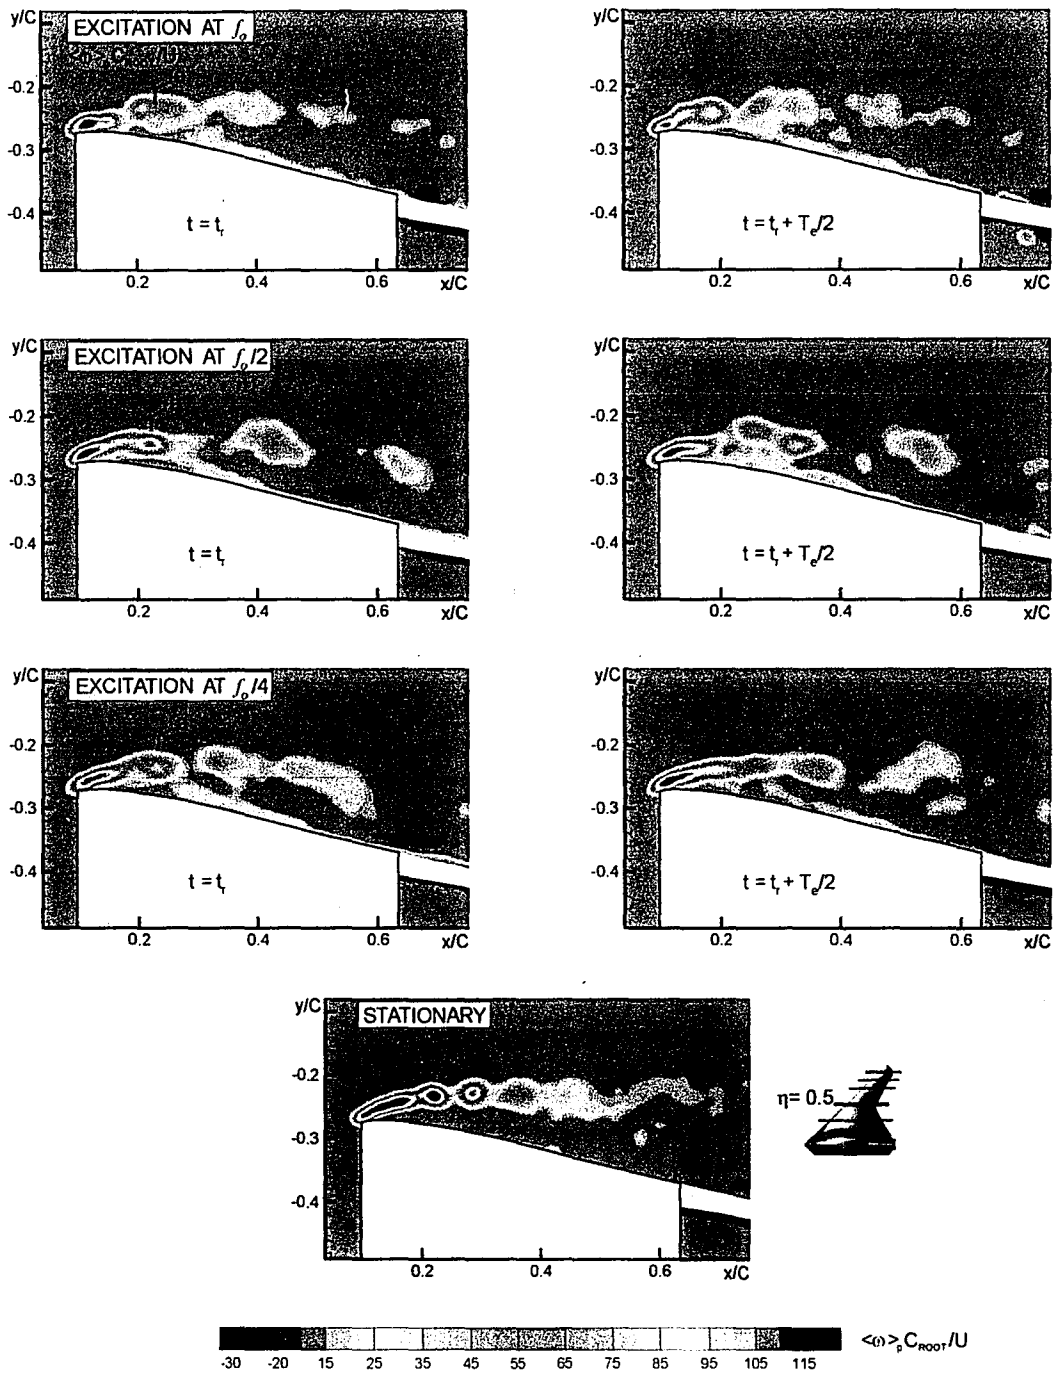 y/C
EXCITATION AT fₒ
-0.2
-0.3
-0.4
t = tᵣ
0.2 0.4 0.6 x/C
y/C
-0.2
-0.3
-0.4
t = tᵣ + Tₑ/2
0.2 0.4 0.6 x/C
y/C
EXCITATION AT fₒ/2
-0.2
-0.3
-0.4
t = tᵣ
0.2 0.4 0.6 x/C
y/C
-0.2
-0.3
-0.4
t = tᵣ + Tₑ/2
0.2 0.4 0.6 x/C
y/C
EXCITATION AT fₒ/4
-0.2
-0.3
-0.4
t = tᵣ
0.2 0.4 0.6 x/C
y/C
-0.2
-0.3
-0.4
t = tᵣ + Tₑ/2
0.2 0.4 0.6 x/C
y/C
STATIONARY
-0.2
-0.3
-0.4
0.2 0.4 0.6 x/C
η= 0.5
-30 -20 15 25 35 45 55 65 75 85 95 105 115
<ω>ₚC_ROOT/U